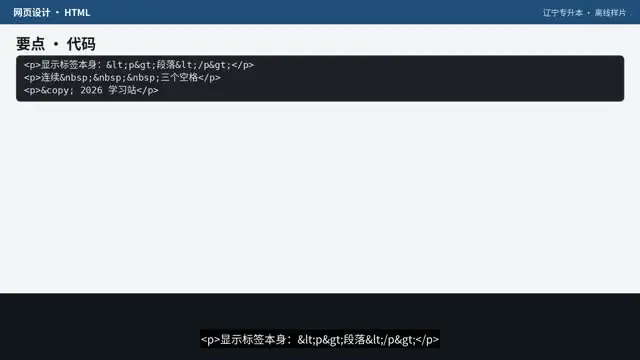 网页设计 · HTML
辽宁专升本 · 离线样片
要点 · 代码
<p>显示标签本身：&lt;p&gt;段落&lt;/p&gt;</p>
<p>连续&nbsp;&nbsp;&nbsp;三个空格</p>
<p>&copy; 2026 学习站</p>
<p>显示标签本身：&lt;p&gt;段落&lt;/p&gt;</p>